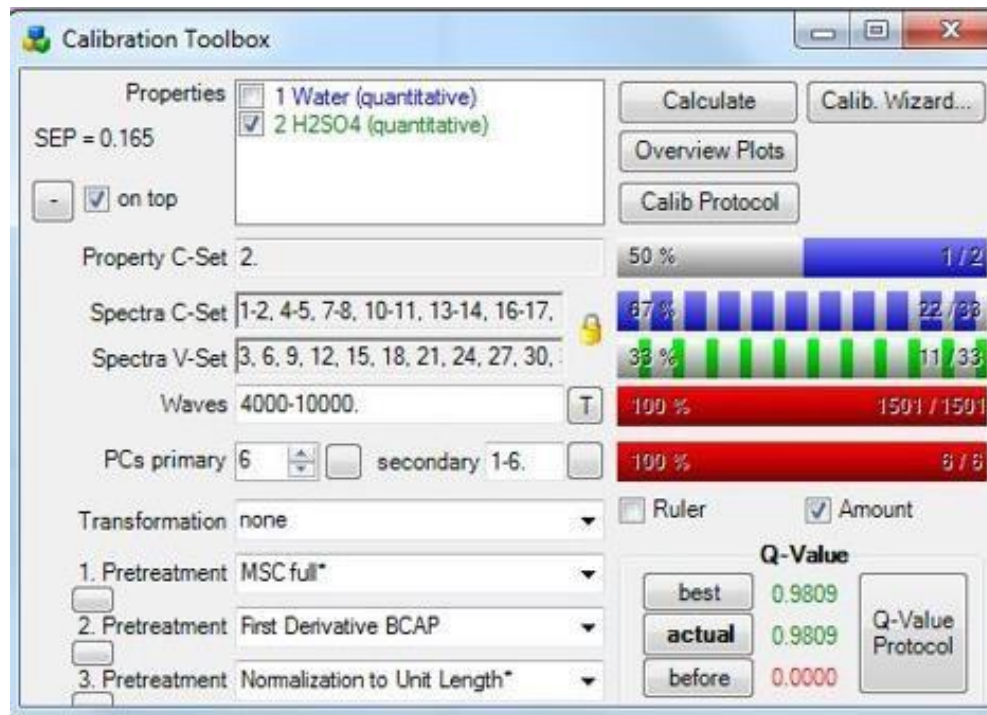 Calibration Toolbox
Properties
1 Water (quantitative)
2 H2SO4 (quantitative)
Calculate
Calib. Wizard...
SEP = 0.165
Overview Plots
- on top
Calib Protocol
Property C-Set 2. 50 % 1 / 2
Spectra C-Set 1-2, 4-5, 7-8, 10-11, 13-14, 16-17, 67 % 22 / 33
Spectra V-Set 3, 6, 9, 12, 15, 18, 21, 24, 27, 30, 33 % 11 / 33
Waves 4000-10000. T 100 % 1501 / 1501
PCs primary 6 secondary 1-6. 100 % 6 / 6
Transformation none Ruler Amount
Q-Value
1. Pretreatment MSC full* best 0.9809
2. Pretreatment First Derivative BCAP actual 0.9809 Q-Value Protocol
3. Pretreatment Normalization to Unit Length* before 0.0000